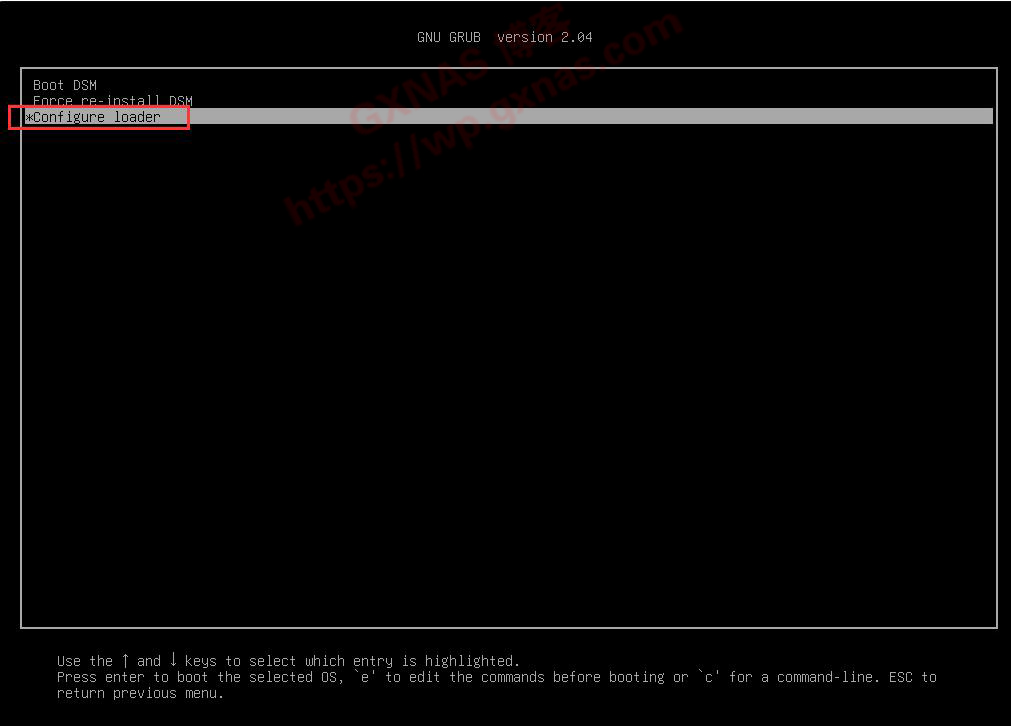 GNU GRUB  version 2.04
Boot DSM
Force re-install DSM
*Configure loader
GXNAS 博客
https://wp.gxnas.com
Use the ↑ and ↓ keys to select which entry is highlighted.
Press enter to boot the selected OS, `e' to edit the commands before booting or `c' for a command-line. ESC to
return previous menu.